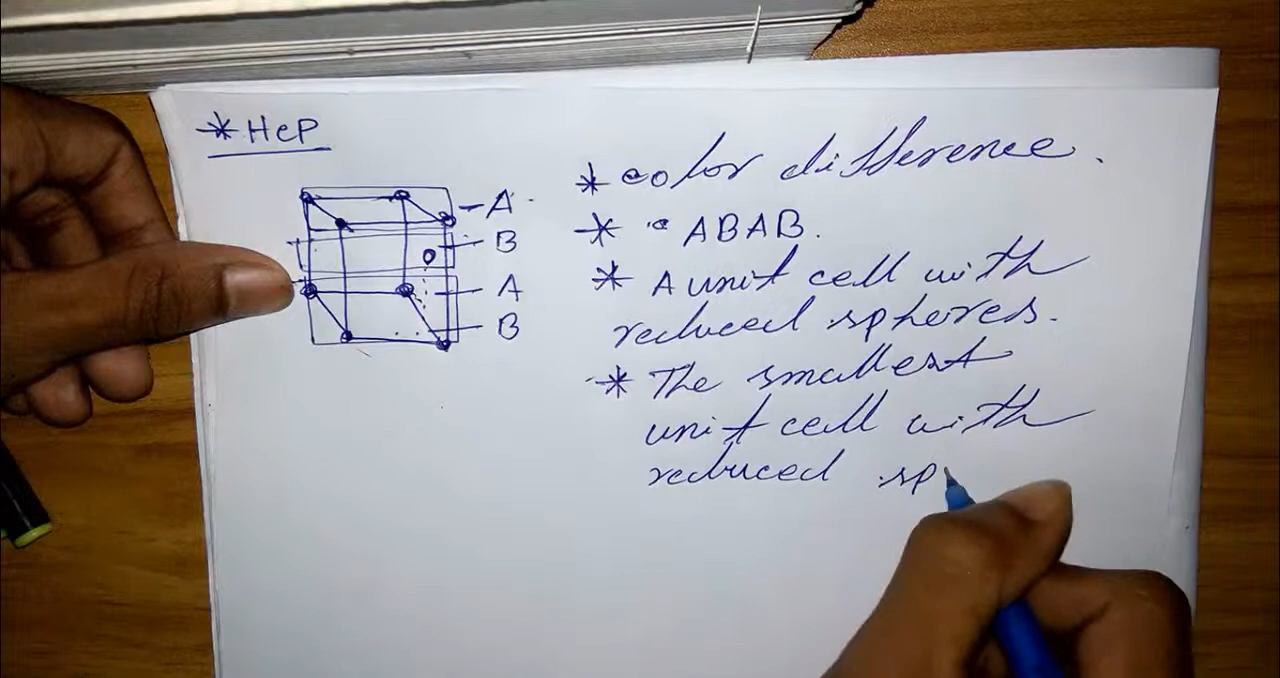 * HCP
A
B
A
B
* color difference.
* ABAB.
* A unit cell with
reduced spheres.
* The smallest
unit cell with
reduced sp